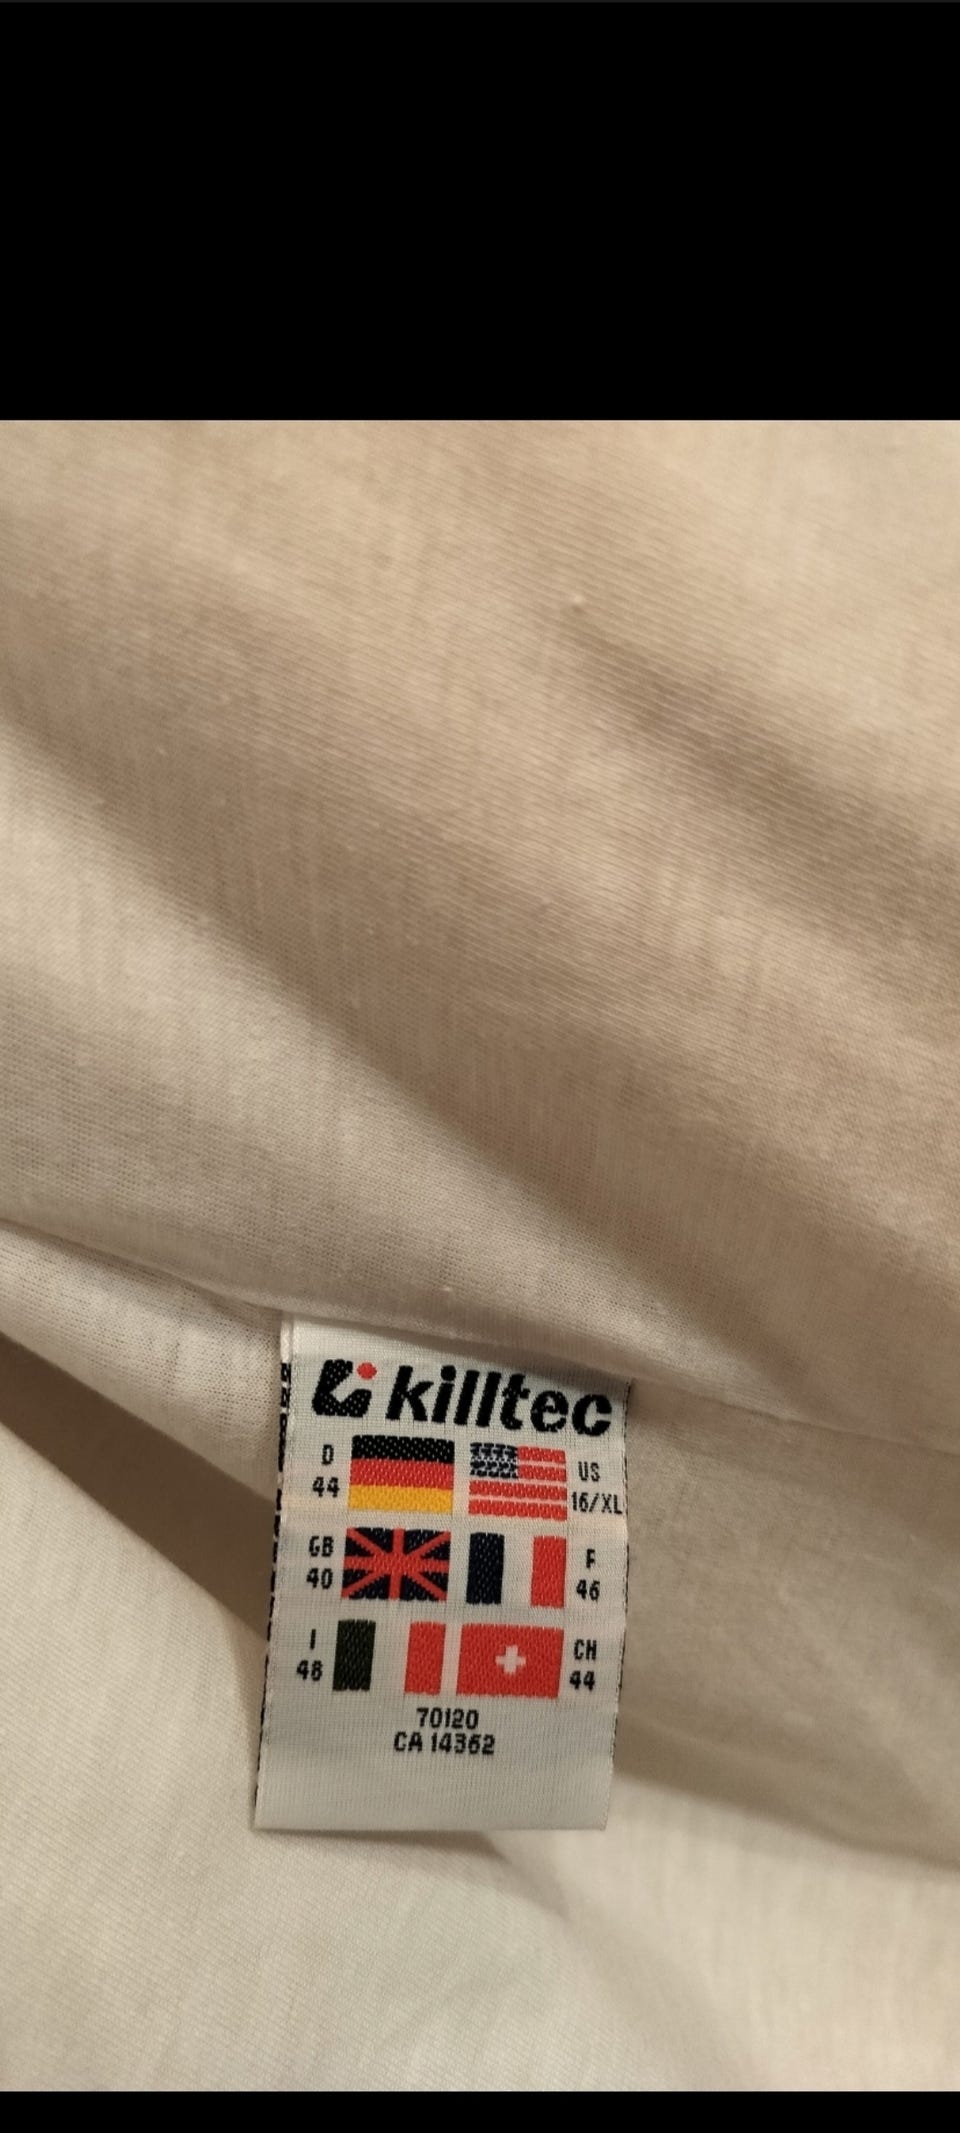 killtec
D 44 US 16/XL
GB 40 F 46
I 48 CH 44
70120
CA 14362